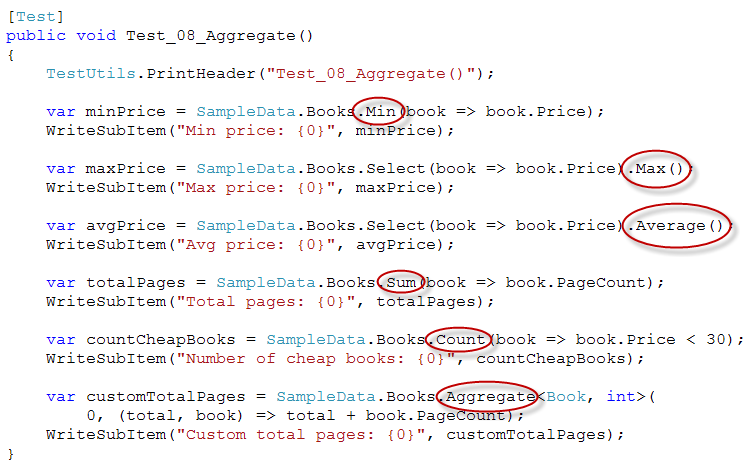 [Test]
public void Test_08_Aggregate()
{
    TestUtils.PrintHeader("Test_08_Aggregate()");

    var minPrice = SampleData.Books.Min(book => book.Price);
    WriteSubItem("Min price: {0}", minPrice);

    var maxPrice = SampleData.Books.Select(book => book.Price).Max();
    WriteSubItem("Max price: {0}", maxPrice);

    var avgPrice = SampleData.Books.Select(book => book.Price).Average();
    WriteSubItem("Avg price: {0}", avgPrice);

    var totalPages = SampleData.Books.Sum(book => book.PageCount);
    WriteSubItem("Total pages: {0}", totalPages);

    var countCheapBooks = SampleData.Books.Count(book => book.Price < 30);
    WriteSubItem("Number of cheap books: {0}", countCheapBooks);

    var customTotalPages = SampleData.Books.Aggregate<Book, int>(
        0, (total, book) => total + book.PageCount);
    WriteSubItem("Custom total pages: {0}", customTotalPages);
}